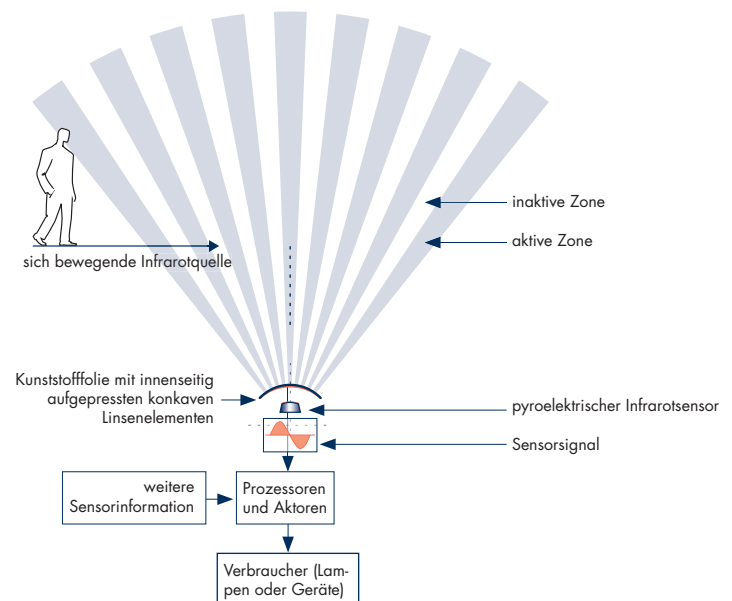 inaktive Zone
aktive Zone
sich bewegende Infrarotquelle
Kunststofffolie mit innenseitig
aufgepressten konkaven
Linsenelementen
pyroelektrischer Infrarotsensor
Sensorsignal
weitere
Sensorinformation
Prozessoren
und Aktoren
Verbraucher (Lam-
pen oder Geräte)